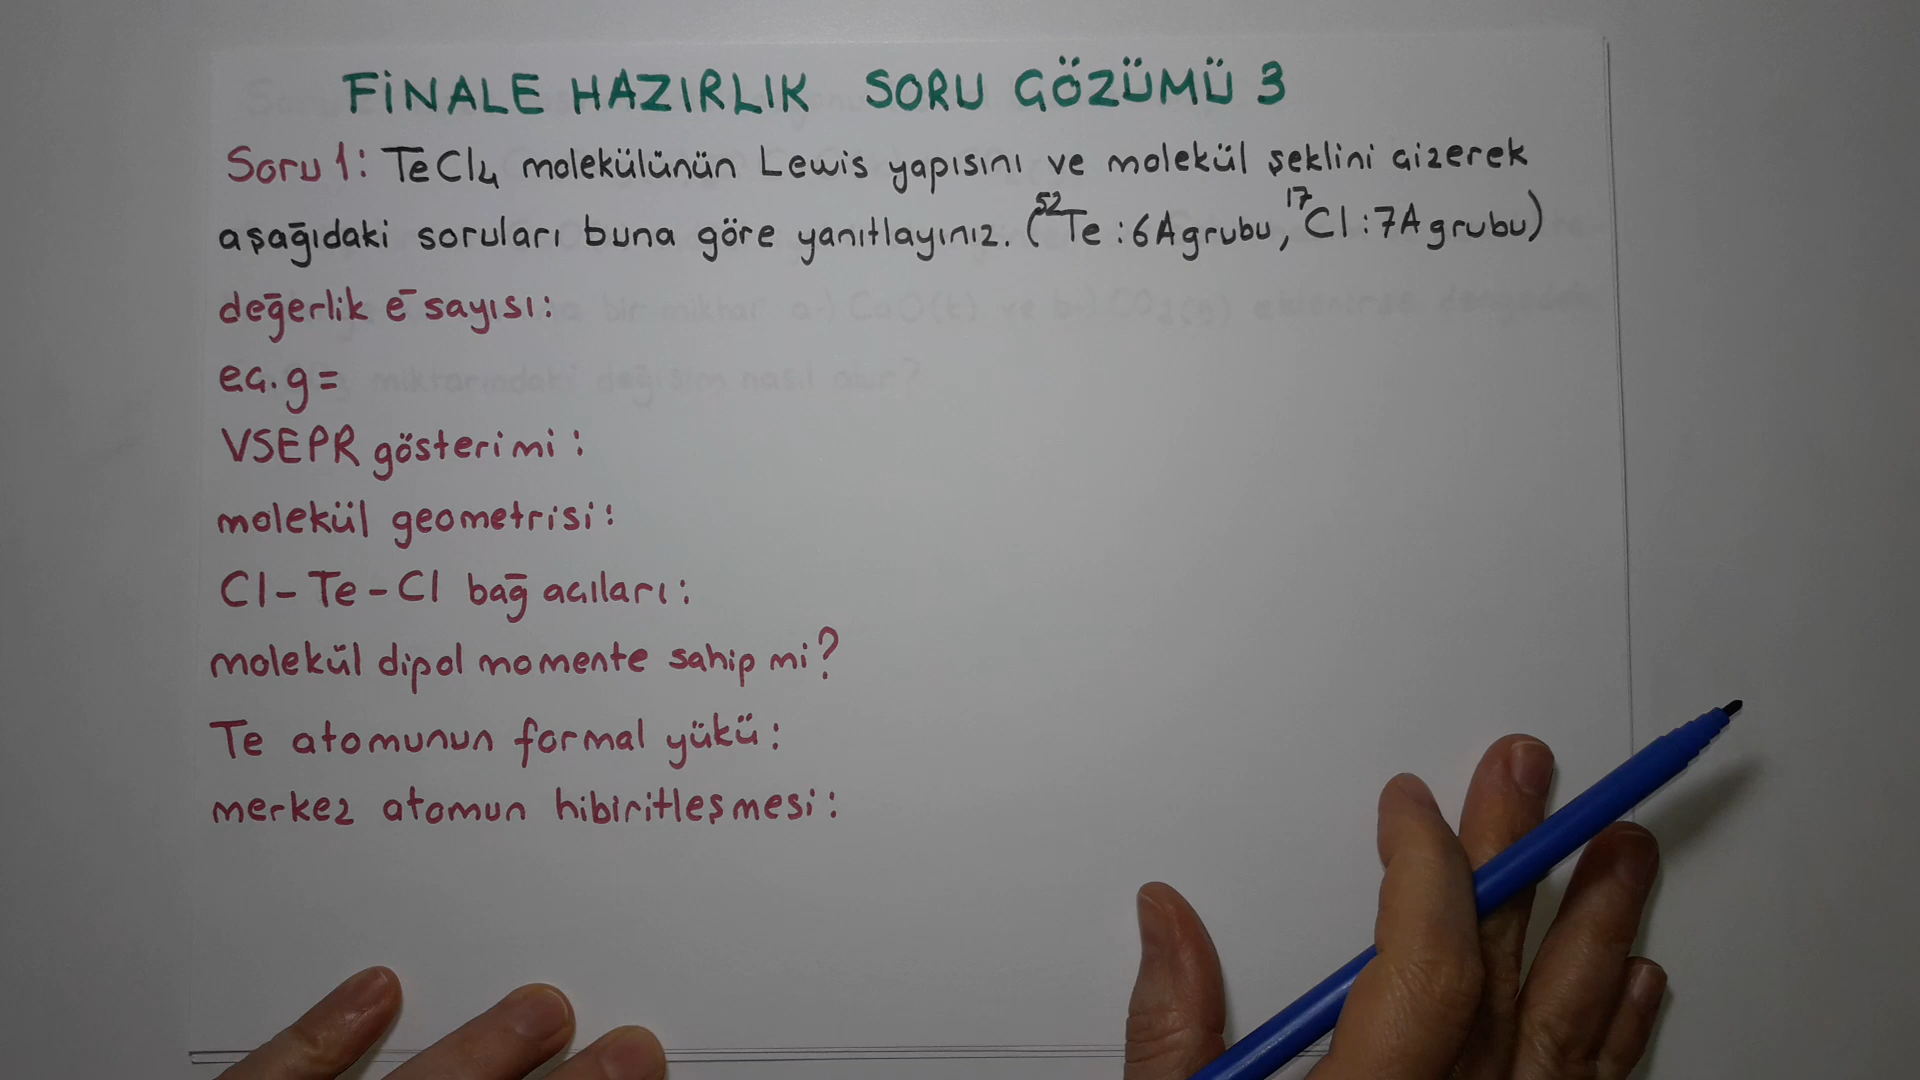 FİNALE HAZIRLIK SORU ÇÖZÜMÜ 3
Soru 1: TeCl4 molekülünün Lewis yapısını ve molekül şeklini çizerek
aşağıdaki soruları buna göre yanıtlayınız. (52Te : 6A grubu, 17Cl : 7A grubu)
değerlik e- sayısı:
eç. g =
VSEPR gösterimi :
molekül geometrisi :
Cl-Te-Cl bağ açıları :
molekül dipol momente sahip mi?
Te atomunun formal yükü :
merkez atomun hibiritleşmesi :